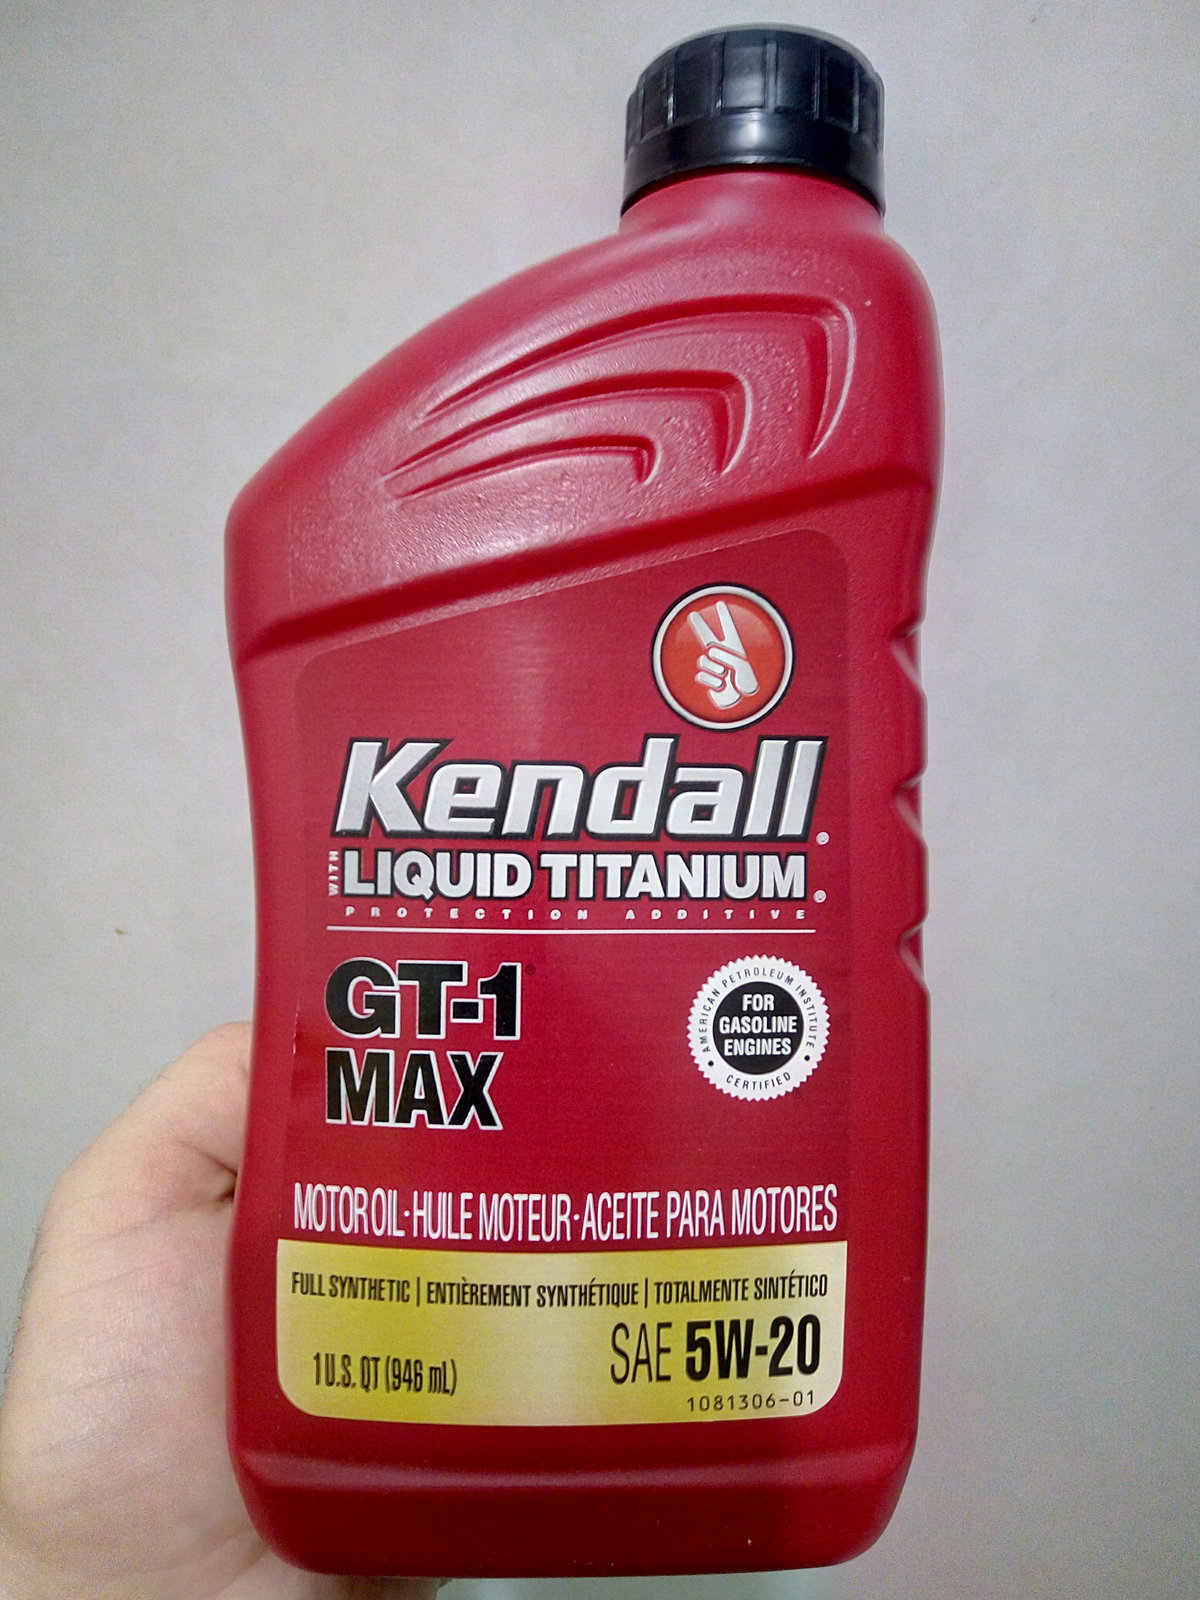 Kendall®
WITH LIQUID TITANIUM®
PROTECTION ADDITIVE
GT-1®
MAX
AMERICAN PETROLEUM INSTITUTE
FOR
GASOLINE
ENGINES
CERTIFIED
MOTOR OIL·HUILE MOTEUR·ACEITE PARA MOTORES
FULL SYNTHETIC | ENTIÈREMENT SYNTHÉTIQUE | TOTALMENTE SINTÉTICO
SAE 5W-20
1 U.S. QT (946 mL)
1081306-01